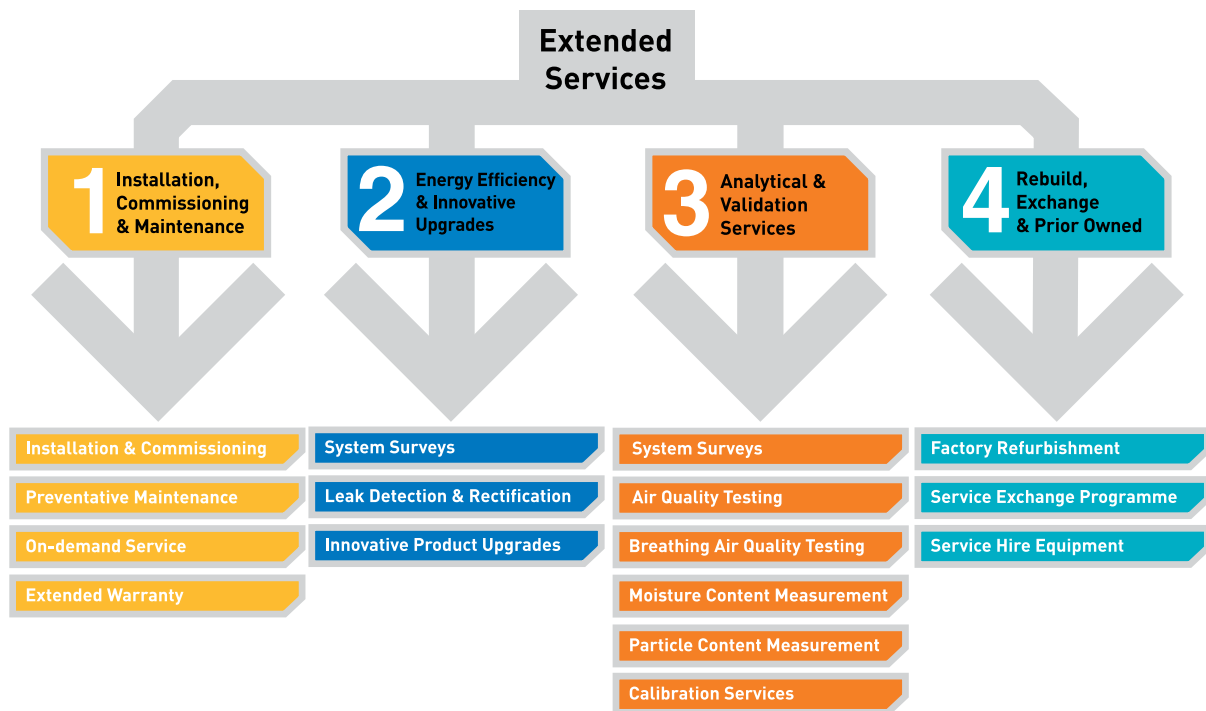 Extended
Services
1
Installation,
Commissioning
& Maintenance
2
Energy Efficiency
& Innovative
Upgrades
3
Analytical &
Validation
Services
4
Rebuild,
Exchange
& Prior Owned
Installation & Commissioning
Preventative Maintenance
On-demand Service
Extended Warranty
System Surveys
Leak Detection & Rectification
Innovative Product Upgrades
System Surveys
Air Quality Testing
Breathing Air Quality Testing
Moisture Content Measurement
Particle Content Measurement
Calibration Services
Factory Refurbishment
Service Exchange Programme
Service Hire Equipment